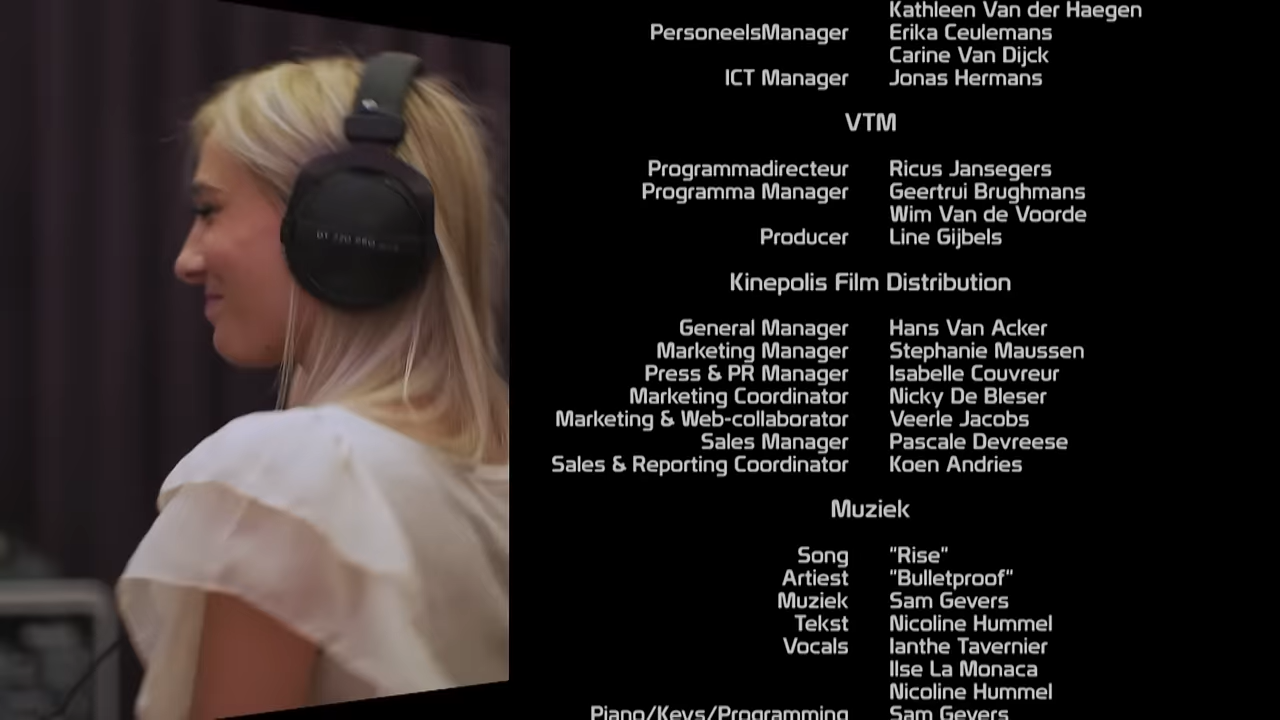 Kathleen Van der Haegen
PersoneelsManager Erika Ceulemans
Carine Van Dijck
ICT Manager Jonas Hermans
VTM
Programmadirecteur Ricus Jansegers
Programma Manager Geertrui Brughmans
Wim Van de Voorde
Producer Line Gijbels
Kinepolis Film Distribution
General Manager Hans Van Acker
Marketing Manager Stephanie Maussen
Press & PR Manager Isabelle Couvreur
Marketing Coordinator Nicky De Bleser
Marketing & Web-collaborator Veerle Jacobs
Sales Manager Pascale Devreese
Sales & Reporting Coordinator Koen Andries
Muziek
Song "Rise"
Artiest "Bulletproof"
Muziek Sam Gevers
Tekst Nicoline Hummel
Vocals Ianthe Tavernier
Ilse La Monaca
Nicoline Hummel
Piano/Keys/Programming Sam Gevers